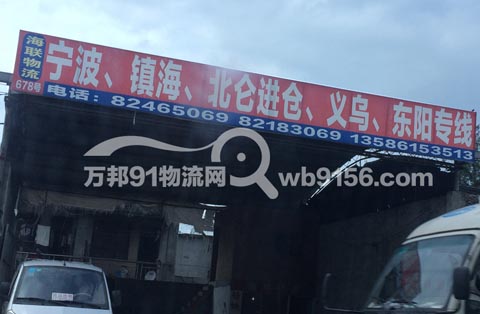 海联物流
678号
宁波、镇海、北仑进仓、义乌、东阳专线
电话：82465069 82183069 13586153513
万邦91物流网 wb9156.com